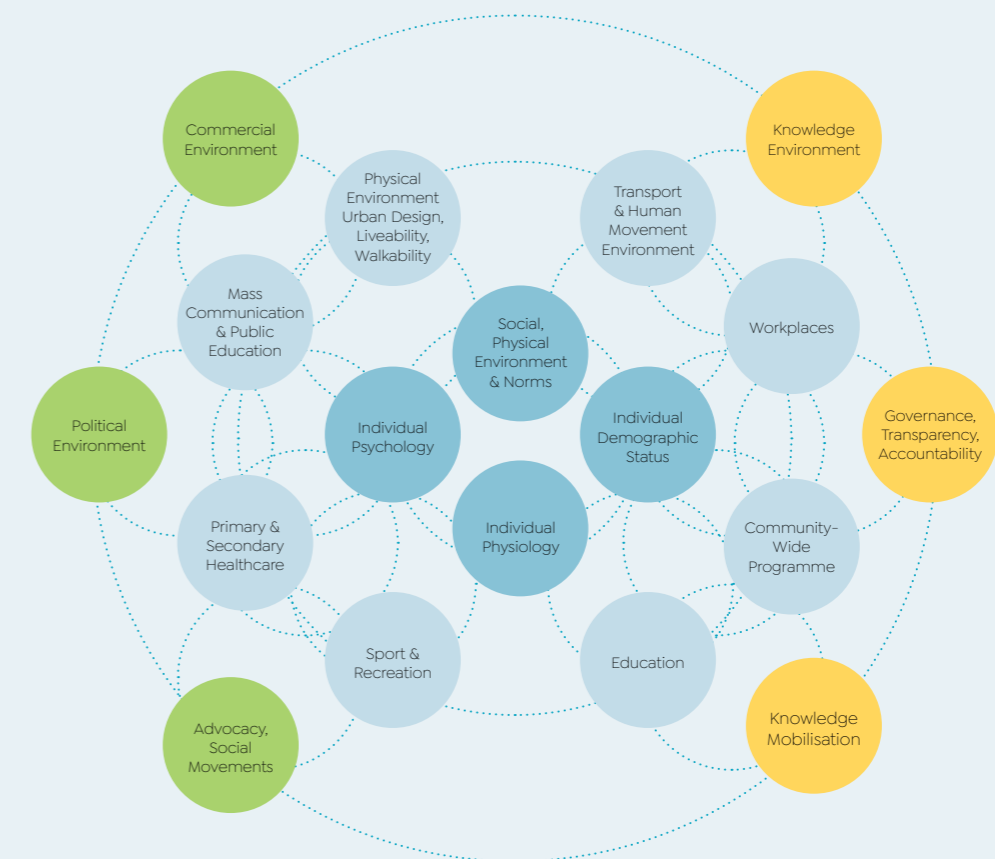 Commercial
Environment
Knowledge
Environment
Physical
Environment
Urban Design,
Liveability,
Walkability
Transport
& Human
Movement
Environment
Mass
Communication
& Public
Education
Social,
Physical
Environment
& Norms
Workplaces
Political
Environment
Individual
Psychology
Individual
Demographic
Status
Governance,
Transparency,
Accountability
Primary &
Secondary
Healthcare
Individual
Physiology
Community-
Wide
Programme
Sport &
Recreation
Education
Advocacy,
Social
Movements
Knowledge
Mobilisation